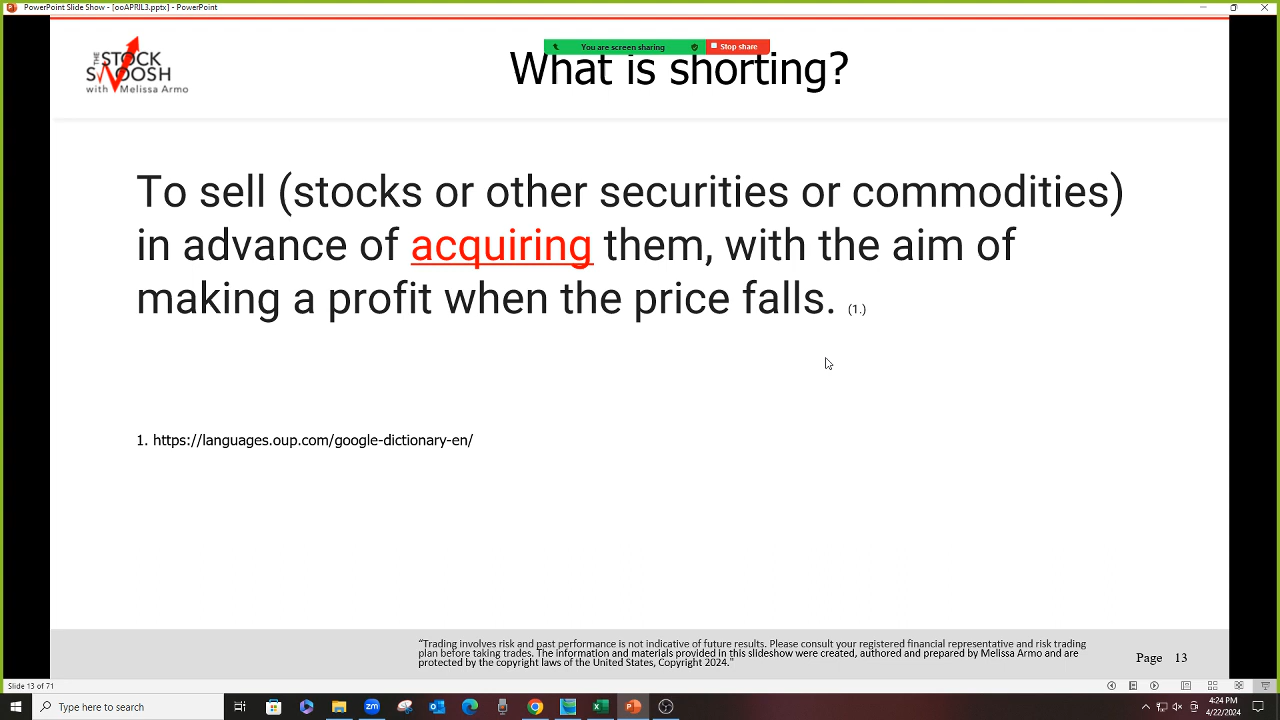 PowerPoint Slide Show - [ooAPRIL3.pptx] - PowerPoint
You are screen sharing
Stop share
THE STOCK
SWOOSH
with Melissa Armo
What is shorting?
To sell (stocks or other securities or commodities)
in advance of acquiring them, with the aim of
making a profit when the price falls. (1.)
1. https://languages.oup.com/google-dictionary-en/
"Trading involves risk and past performance is not indicative of future results. Please consult your registered financial representative and risk trading
plan before taking trades. The information and materials provided in this slideshow were created, authored and prepared by Melissa Armo and are
protected by the copyright laws of the United States, Copyright 2024."
Page 13
Slide 13 of 71
Type here to search
4:24 PM
4/22/2024